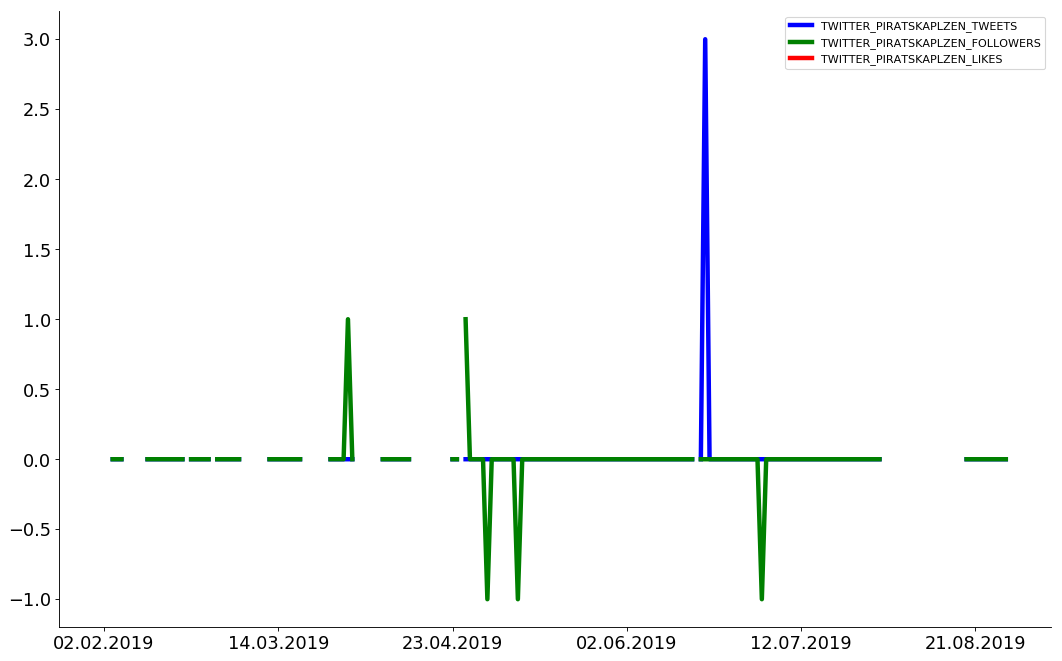 TWITTER_PIRATSKAPLZEN_TWEETS
TWITTER_PIRATSKAPLZEN_FOLLOWERS
TWITTER_PIRATSKAPLZEN_LIKES
3.0
2.5
2.0
1.5
1.0
0.5
0.0
−0.5
−1.0
02.02.2019 14.03.2019 23.04.2019 02.06.2019 12.07.2019 21.08.2019